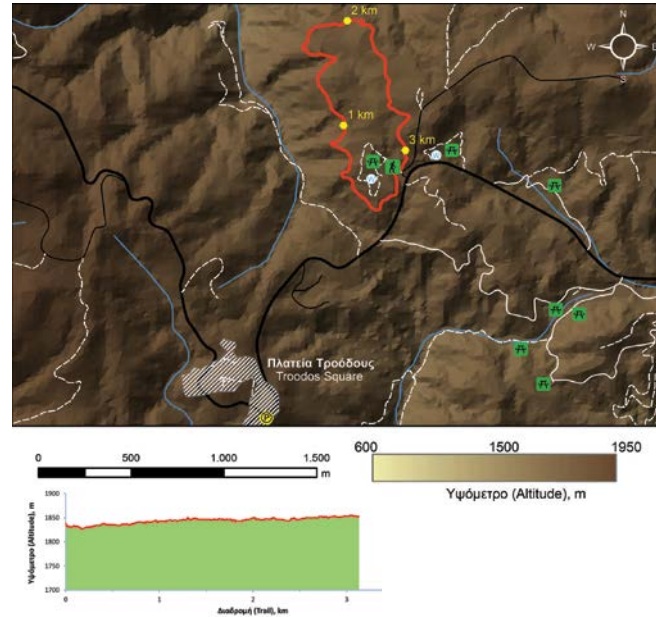 2 km
N
W
E
S
1 km
3 km
Πλατεία Τροόδους
Troodos Square
P
0 500 1.000 1.500
m
600 1500 1950
Υψόμετρο (Altitude), m
Υψόμετρο (Altitude), m
1900
1850
1800
1750
1700
0 1 2 3
Διαδρομή (Trail), km